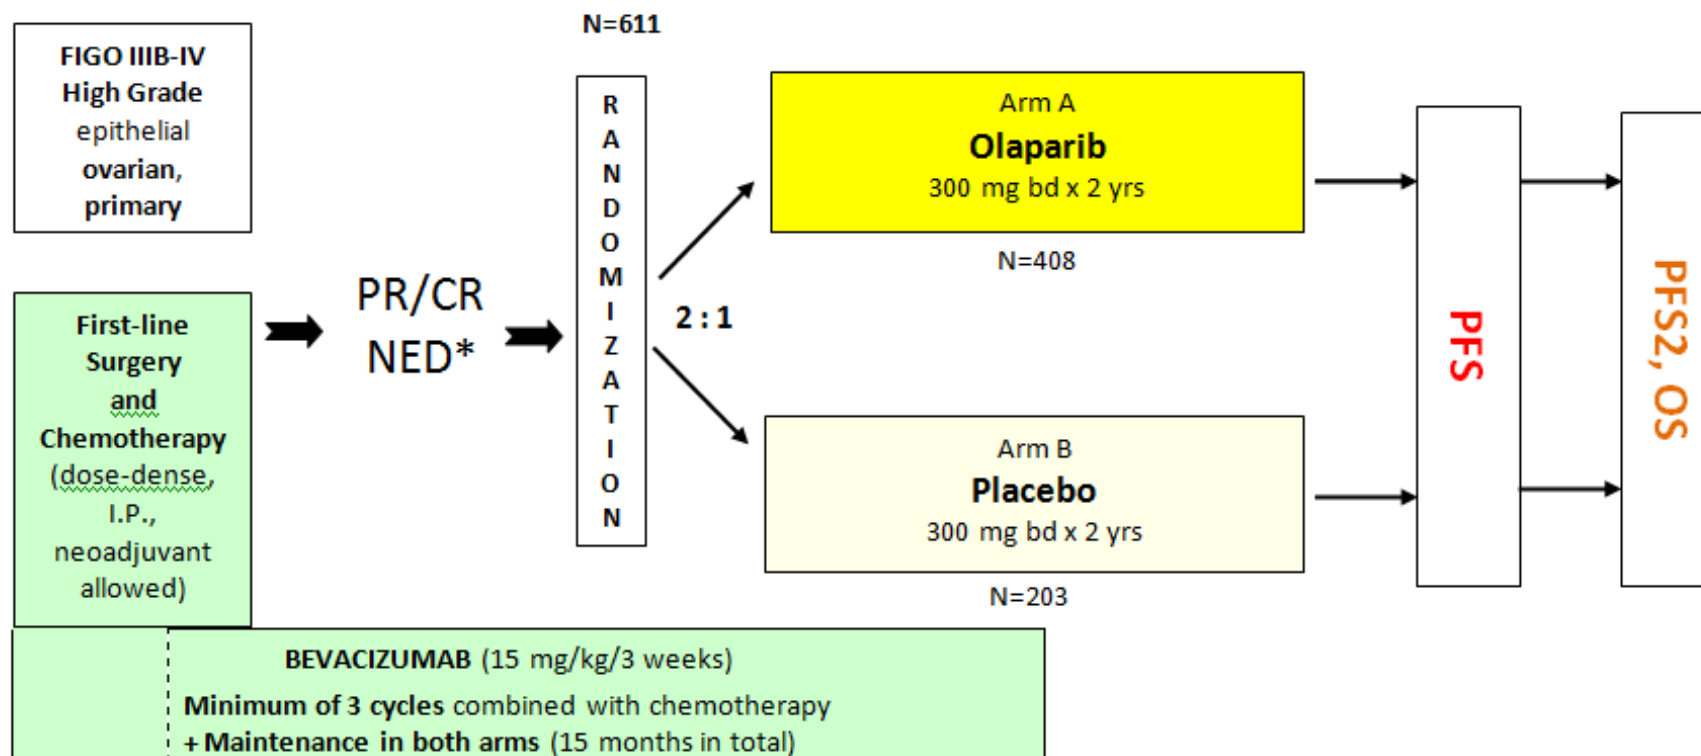 N=611
FIGO IIIB-IV
High Grade
epithelial
ovarian,
primary
First-line
Surgery
and
Chemotherapy
(dose-dense,
I.P.,
neoadjuvant
allowed)
PR/CR
NED*
R
A
N
D
O
M
I
Z
A
T
I
O
N
2 : 1
Arm A
Olaparib
300 mg bd x 2 yrs
N=408
Arm B
Placebo
300 mg bd x 2 yrs
N=203
PFS
PFS2, OS
BEVACIZUMAB (15 mg/kg/3 weeks)
Minimum of 3 cycles combined with chemotherapy
+ Maintenance in both arms (15 months in total)